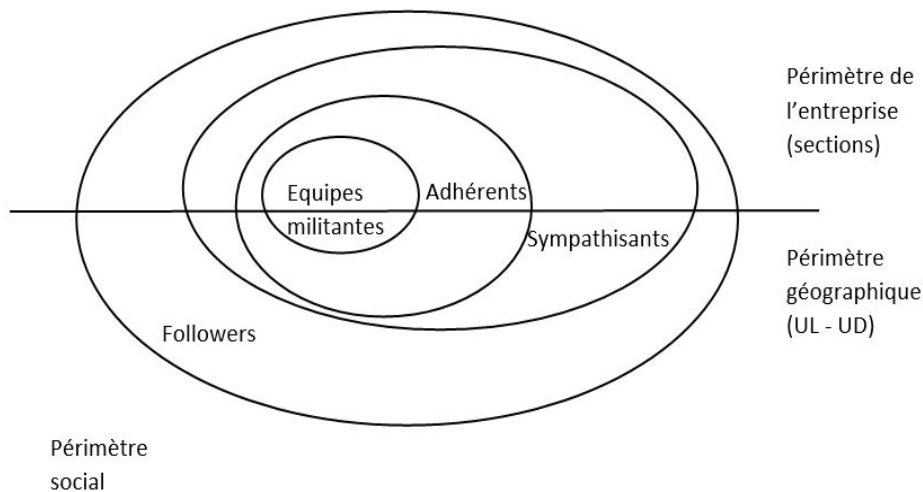 Périmètre de
l’entreprise
(sections)
Equipes
militantes
Adhérents
Sympathisants
Périmètre
géographique
(UL - UD)
Followers
Périmètre
social